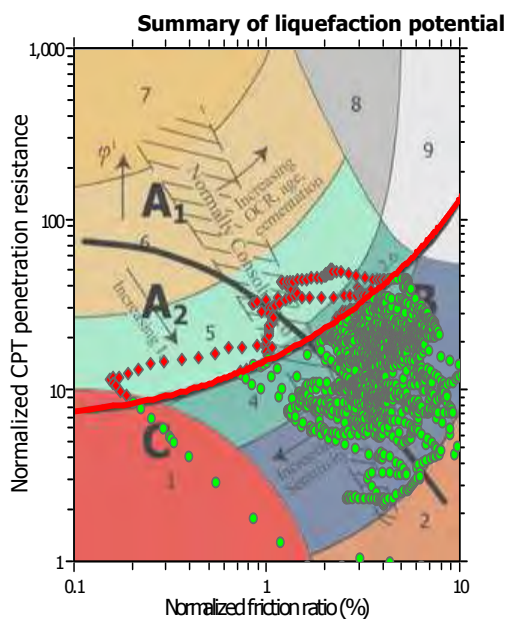 Summary of liquefaction potential
1,000
7
8
9
φ'
Increasing
OCR, age,
cementation
A1
Normally Consol
100
6
A2
B
Increasing
5
Normalized CPT penetration resistance
10
4
C
1
Increasing
sensitivity
2
1
0.1
1
10
Normalized friction ratio (%)